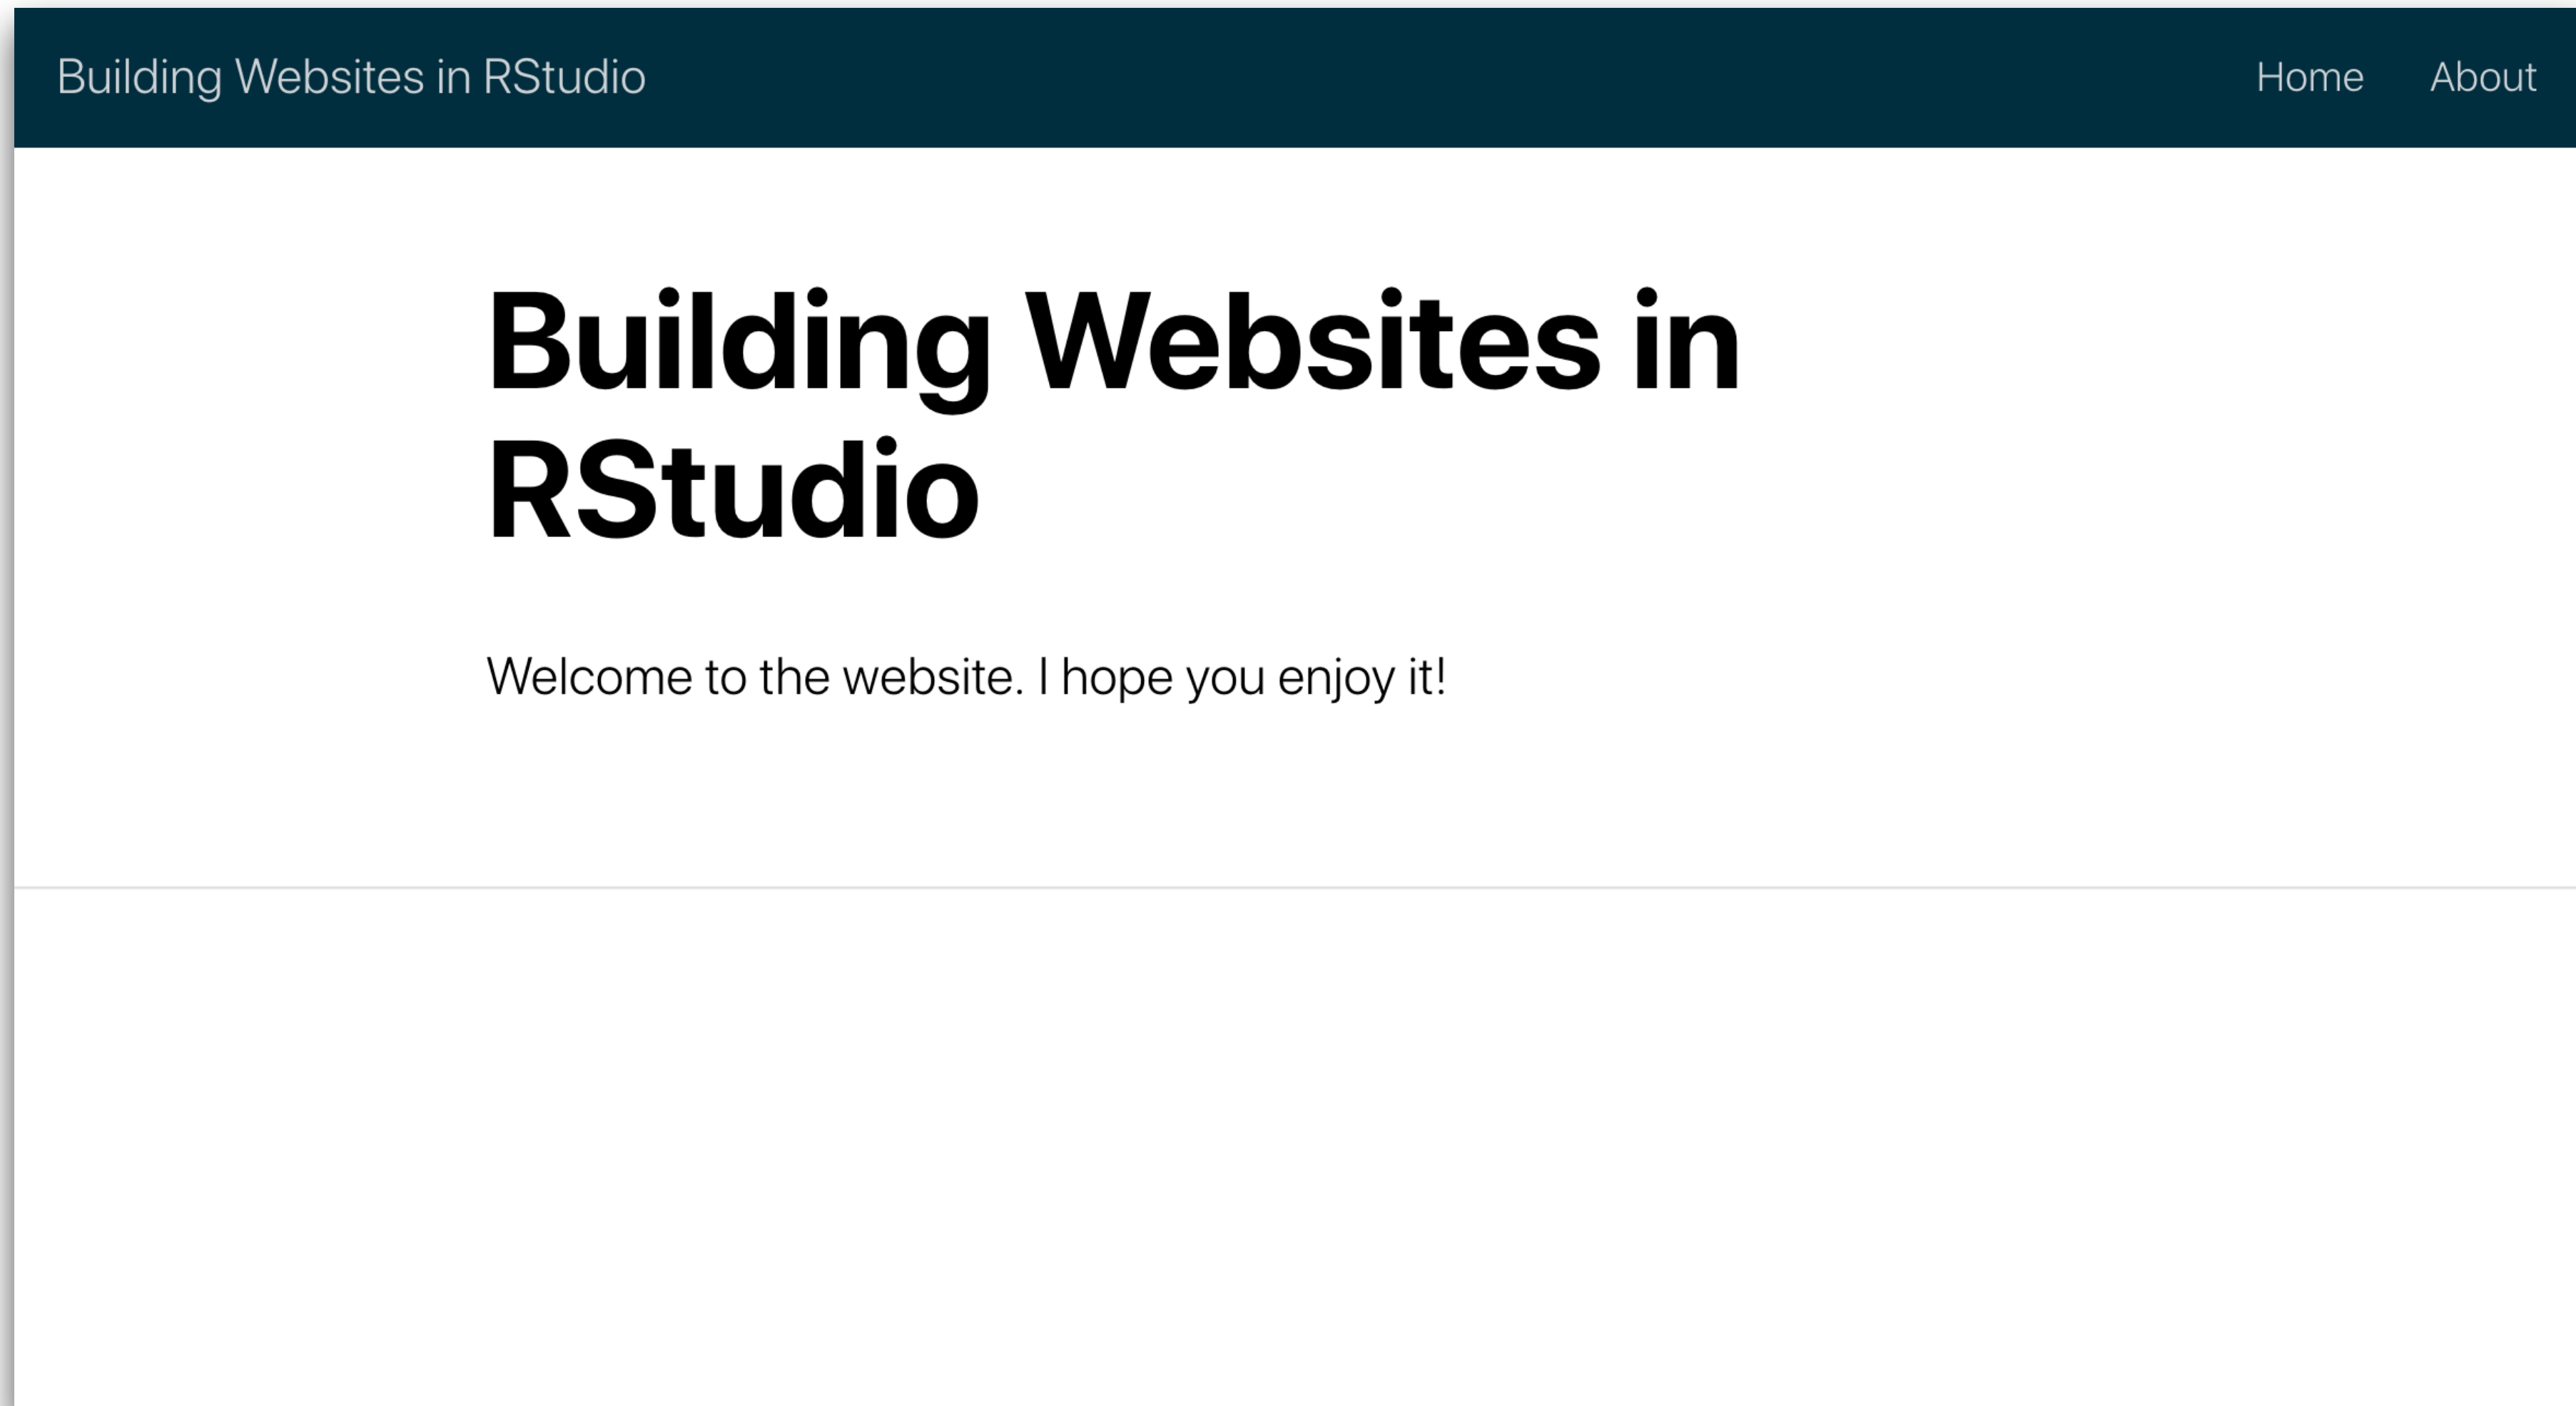 Building Websites in RStudio
Home About
Building Websites in
RStudio
Welcome to the website. I hope you enjoy it!